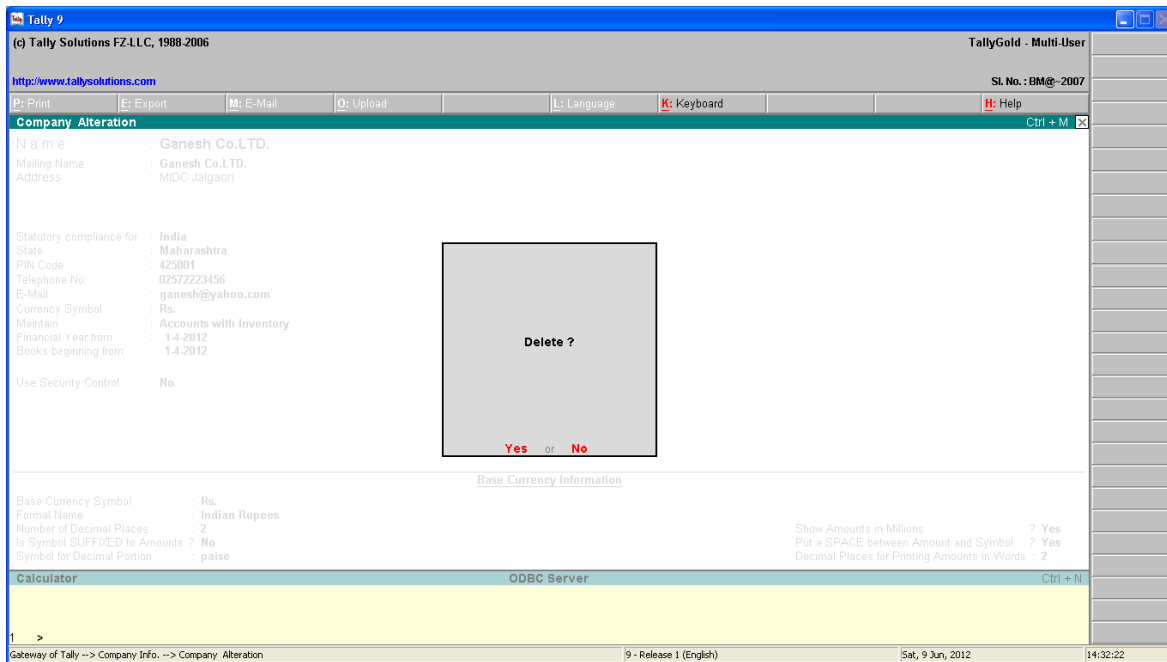 Tally 9
(c) Tally Solutions FZ-LLC, 1988-2006 TallyGold - Multi-User
http://www.tallysolutions.com Sl. No. : BM@~2007
P: Print E: Export M: E-Mail O: Upload L: Language K: Keyboard H: Help
Company Alteration Ctrl + M
Name : Ganesh Co.LTD.
Mailing Name : Ganesh Co.LTD.
Address : MIDC Jalgaon
Statutory compliance for : India
State : Maharashtra
PIN Code : 425001
Telephone No. : 02572223456
E-Mail : ganesh@yahoo.com
Currency Symbol : Rs.
Maintain : Accounts with Inventory
Financial Year from : 1-4-2012
Books beginning from : 1-4-2012
Use Security Control : No
Delete ?
Yes or No
Base Currency Information
Base Currency Symbol : Rs.
Formal Name : Indian Rupees
Number of Decimal Places : 2 Show Amounts in Millions ? Yes
Is Symbol SUFFIXED to Amounts ? No Put a SPACE between Amount and Symbol ? Yes
Symbol for Decimal Portion : paise Decimal Places for Printing Amounts in Words : 2
Calculator ODBC Server Ctrl + N
1 >
Gateway of Tally --> Company Info. --> Company Alteration 9 - Release 1 (English) Sat, 9 Jun, 2012 14:32:22